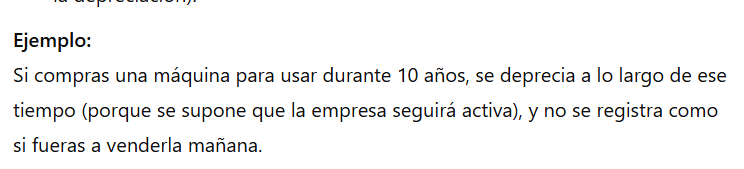 la depreciación).
Ejemplo:
Si compras una máquina para usar durante 10 años, se deprecia a lo largo de ese
tiempo (porque se supone que la empresa seguirá activa), y no se registra como
si fueras a venderla mañana.